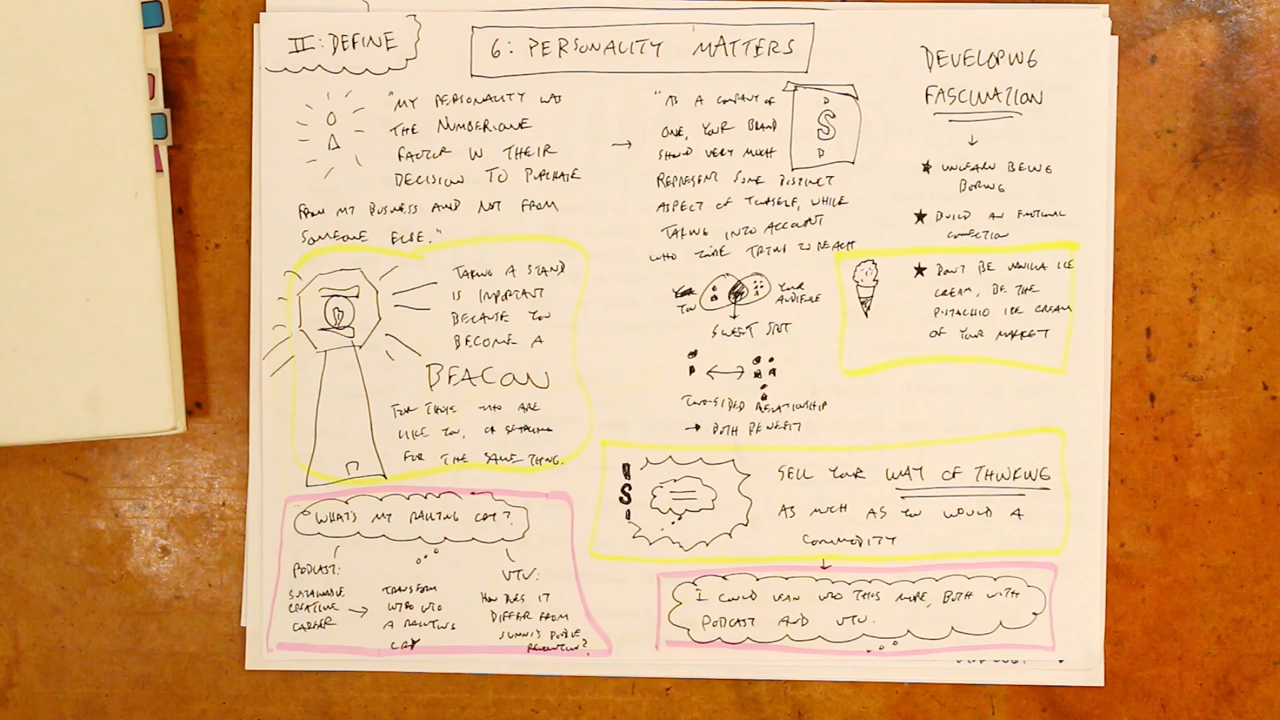 II: DEFINE
6: PERSONALITY MATTERS
"MY PERSONALITY WAS
THE NUMBER ONE
FACTOR IN THEIR
DECISION TO PURCHASE
FROM MY BUSINESS AND NOT FROM
SOMEONE ELSE."
"AS A COMPANY OF
ONE, YOUR BRAND
SHOULD VERY MUCH
REPRESENT SOME DISTINCT
ASPECT OF YOURSELF, WHILE
TAKING INTO ACCOUNT
WHO YOU'RE TRYING TO REACH
S
YOU
YOUR
AUDIENCE
SWEET SPOT
TWO-SIDED RELATIONSHIP
→ BOTH BENEFIT
DEVELOPING
FASCINATION
★ UNLEARN BEING
BORING
★ BUILD AN EMOTIONAL
CONNECTION
★ DON'T BE VANILLA ICE
CREAM, BE THE
PISTACHIO ICE CREAM
OF YOUR MARKET
TAKING A STAND
IS IMPORTANT
BECAUSE YOU
BECOME A
BEACON
FOR THOSE WHO ARE
LIKE YOU, OR
FOR THE SAME THING.
S
SELL YOUR WAY OF THINKING
AS MUCH AS YOU WOULD A
COMMODITY
WHAT'S MY RALLYING CRY?
PODCAST:
SUSTAINABLE
CREATIVE
CAREER
TRANSFORM
INTRO INTO
A RALLYING
CRY
VTV:
HOW DOES IT
DIFFER FROM
SUNNI'S DOODLE
REVOLUTION?
I COULD LEAN INTO THIS MORE, BOTH WITH
PODCAST AND VTV.